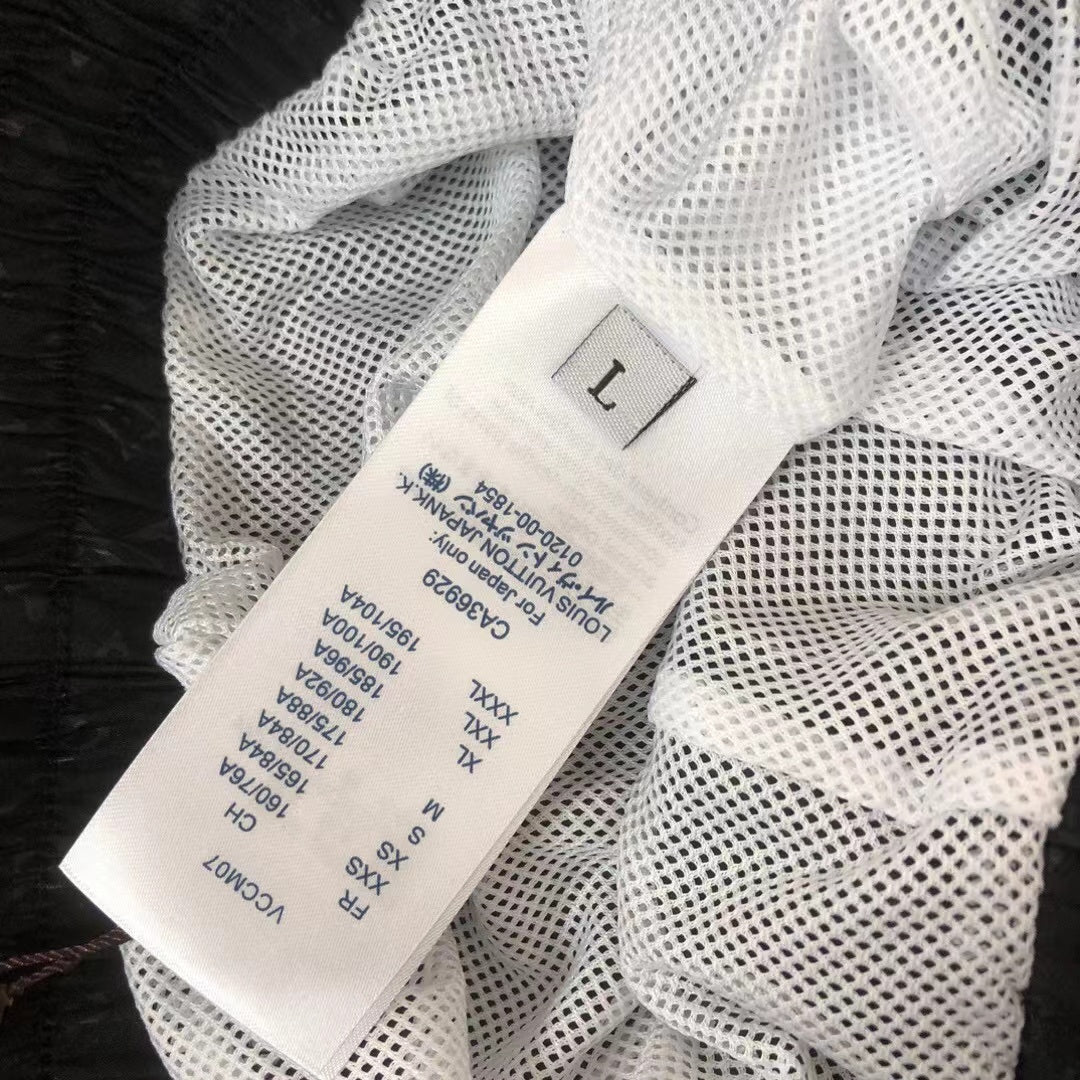 VCCM07
FR CH
XXS 160/76A
XS 165/84A
S 170/84A
M 175/88A
180/92A
XL 185/96A
XXL 190/100A
XXXL 195/104A
CA36929
For Japan only:
LOUIS VUITTON JAPANK.K.
ルイ・ヴィトン ジャパン (株)
0120-00-1854
L